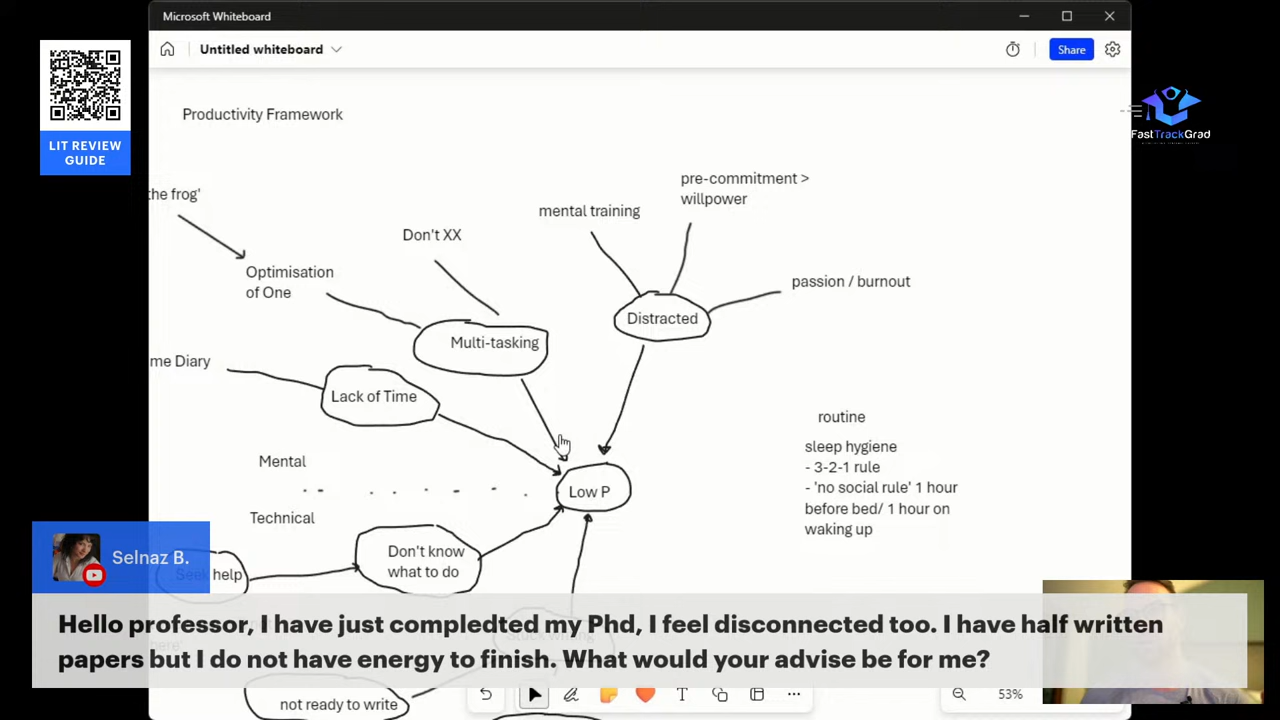 Microsoft Whiteboard
Untitled whiteboard
Share
LIT REVIEW
GUIDE
FastTrackGrad
Productivity Framework
the frog'
Optimisation
of One
Don't XX
mental training
pre-commitment >
willpower
passion / burnout
Distracted
Multi-tasking
me Diary
Lack of Time
routine
sleep hygiene
- 3-2-1 rule
- 'no social rule' 1 hour
before bed/ 1 hour on
waking up
Mental
Low P
Technical
Don't know
what to do
Seek help
Selnaz B.
Hello professor, I have just compledted my Phd, I feel disconnected too. I have half written
papers but I do not have energy to finish. What would your advise be for me?
not ready to write
53%